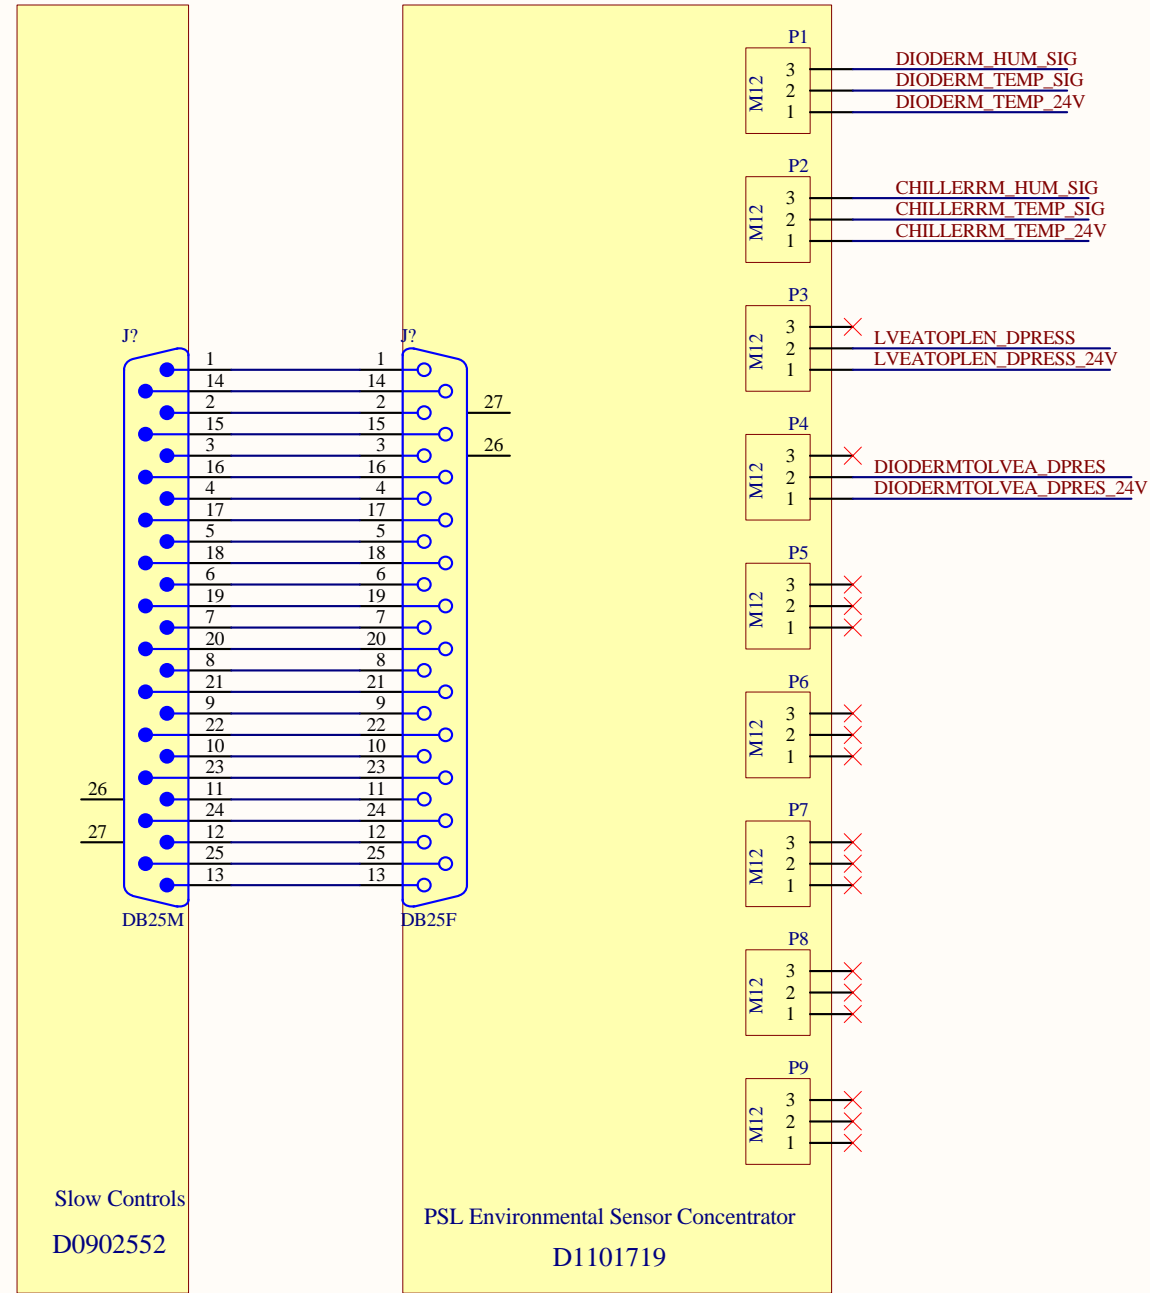 P1
M12
3 DIODERM_HUM_SIG
2 DIODERM_TEMP_SIG
1 DIODERM_TEMP_24V
P2
M12
3 CHILLERRM_HUM_SIG
2 CHILLERRM_TEMP_SIG
1 CHILLERRM_TEMP_24V
P3
M12
3
2 LVEATOPLEN_DPRESS
1 LVEATOPLEN_DPRESS_24V
P4
M12
3
2 DIODERMTOLVEA_DPRES
1 DIODERMTOLVEA_DPRES_24V
P5
M12
3
2
1
P6
M12
3
2
1
P7
M12
3
2
1
P8
M12
3
2
1
P9
M12
3
2
1
J? J?
1 1
14 14
2 2 27
15 15
3 3 26
16 16
4 4
17 17
5 5
18 18
6 6
19 19
7 7
20 20
8 8
21 21
9 9
22 22
10 10
23 23
26 11 11
24 24
27 12 12
25 25
13 13
DB25M DB25F
Slow Controls
D0902552
PSL Environmental Sensor Concentrator
D1101719